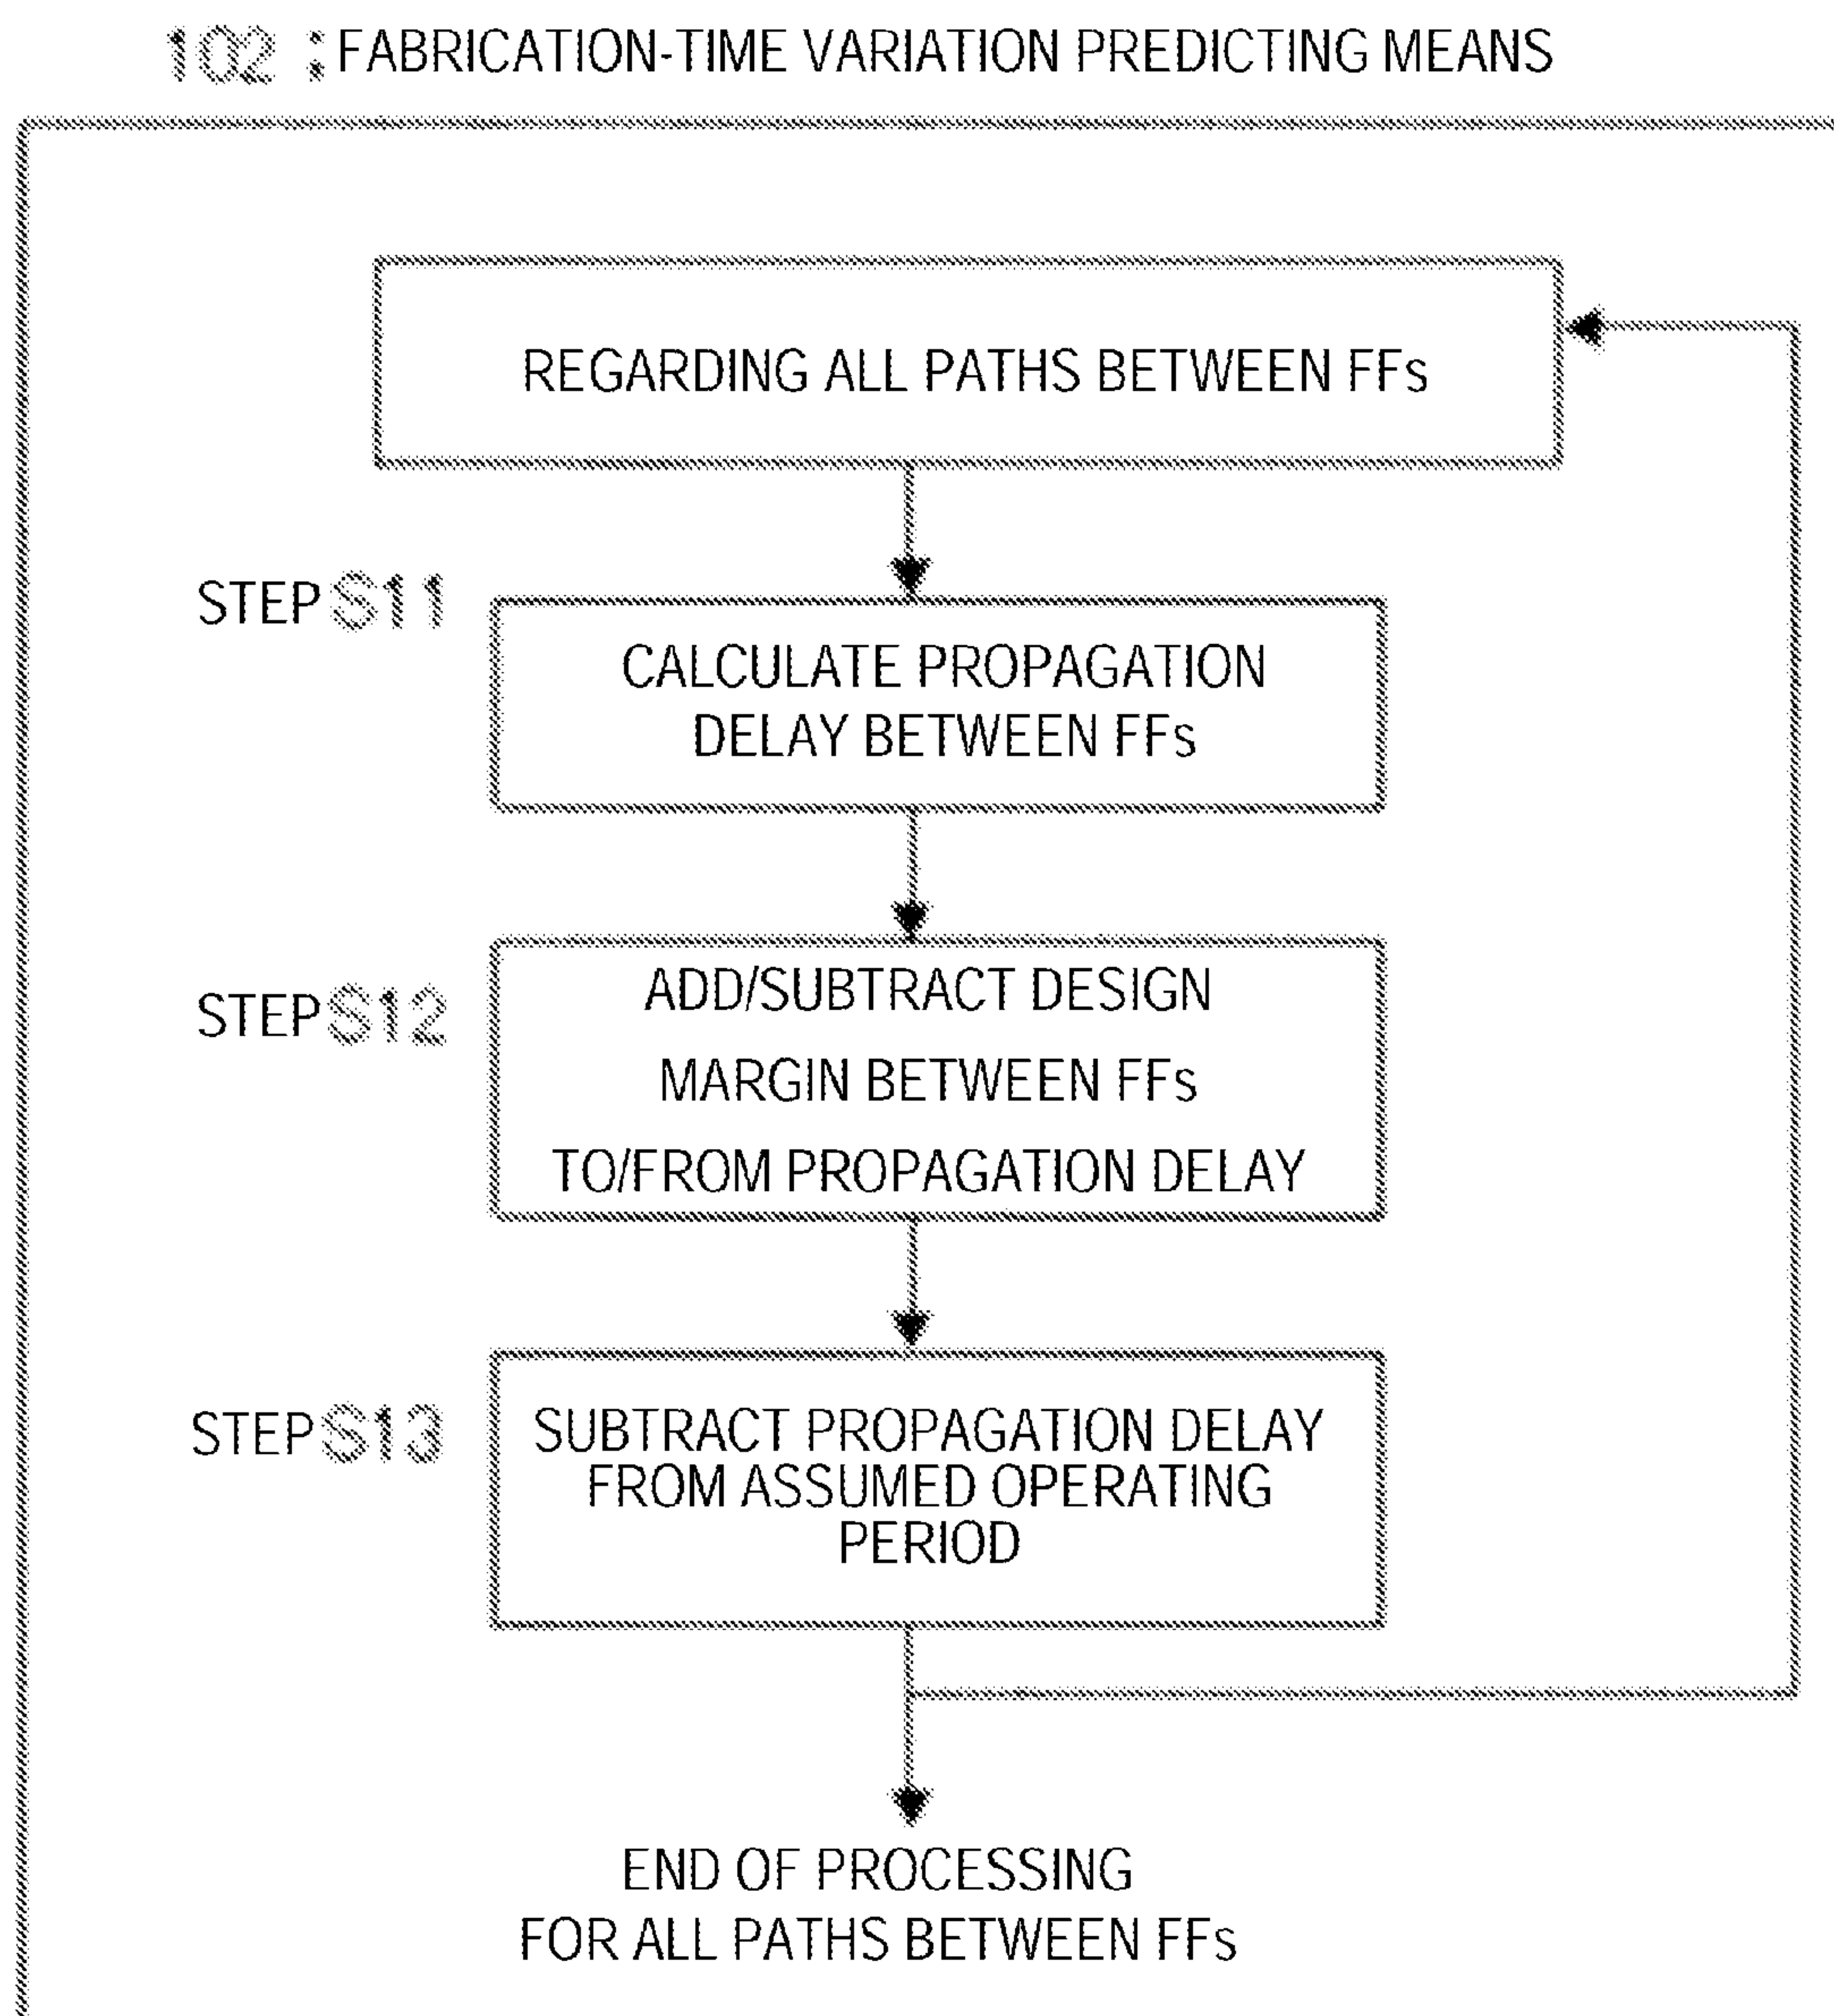 102 : FABRICATION-TIME VARIATION PREDICTING MEANS
REGARDING ALL PATHS BETWEEN FFs
STEP S11
CALCULATE PROPAGATION
DELAY BETWEEN FFs
STEP S12
ADD/SUBTRACT DESIGN
MARGIN BETWEEN FFs
TO/FROM PROPAGATION DELAY
STEP S13
SUBTRACT PROPAGATION DELAY
FROM ASSUMED OPERATING
PERIOD
END OF PROCESSING
FOR ALL PATHS BETWEEN FFs